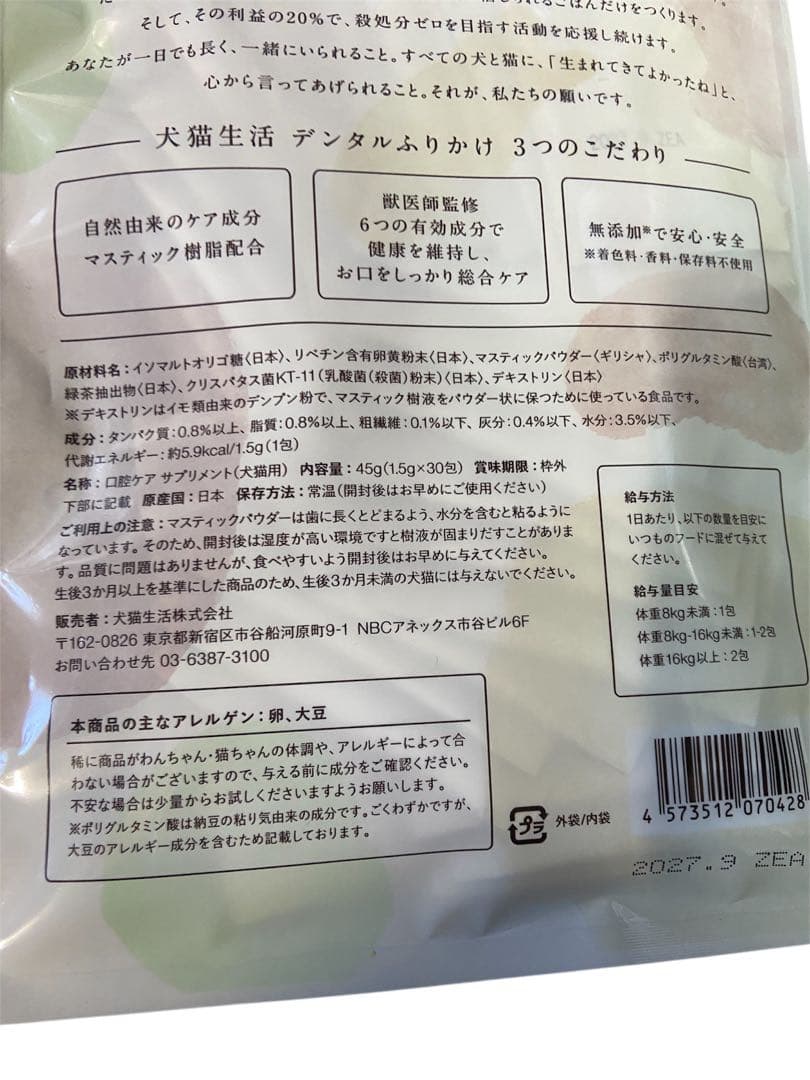 そして、その利益の20%で、殺処分ゼロを目指す活動を応援し続けます。
あなたが一日でも長く、一緒にいられること。すべての犬と猫に、「生まれてきてよかったね」と、
心から言ってあげられること。それが、私たちの願いです。
犬猫生活 デンタルふりかけ 3つのこだわり
自然由来のケア成分
マスティック樹脂配合
獣医師監修
6つの有効成分で
健康を維持し、
お口をしっかり総合ケア
無添加※で安心・安全
※着色料・香料・保存料不使用
原材料名:イソマルトオリゴ糖〈日本〉、リベチン含有卵黄粉末〈日本〉、マスティックパウダー〈ギリシャ〉、ポリグルタミン酸〈台湾〉、
緑茶抽出物〈日本〉、クリスパタス菌KT-11(乳酸菌(殺菌)粉末)〈日本〉、デキストリン〈日本〉
※デキストリンはイモ類由来のデンプン粉で、マスティック樹液をパウダー状に保つために使っている食品です。
成分:タンパク質:0.8%以上、脂質:0.8%以上、粗繊維:0.1%以下、灰分:0.4%以下、水分:3.5%以下、
代謝エネルギー:約5.9kcal/1.5g(1包)
名称:口腔ケア サプリメント(犬猫用) 内容量:45g(1.5g×30包) 賞味期限:枠外
下部に記載 原産国:日本 保存方法:常温(開封後はお早めにご使用ください)
ご利用上の注意:マスティックパウダーは歯に長くとどまるよう、水分を含むと粘るように
なっています。そのため、開封後は湿度が高い環境ですと樹液が固まりだすことがありま
す。品質に問題はありませんが、食べやすいよう開封後はお早めに与えてください。
生後3か月以上を基準にした商品のため、生後3か月未満の犬猫には与えないでください。
販売者:犬猫生活株式会社
〒162-0826 東京都新宿区市谷船河原町9-1 NBCアネックス市谷ビル6F
お問い合わせ先 03-6387-3100
給与方法
1日あたり、以下の数量を目安に
いつものフードに混ぜて与えて
ください。
給与量目安
体重8kg未満:1包
体重8kg-16kg未満:1-2包
体重16kg以上:2包
本商品の主なアレルゲン:卵、大豆
稀に商品がわんちゃん・猫ちゃんの体調や、アレルギーによって合
わない場合がございますので、与える前に成分をご確認ください。
不安な場合は少量からお試しくださいますようお願いします。
※ポリグルタミン酸は納豆の粘り気由来の成分です。ごくわずかですが、
大豆のアレルギー成分を含むため記載しております。
プラ 外袋/内袋
4 573512 070428
2027.9 ZEA